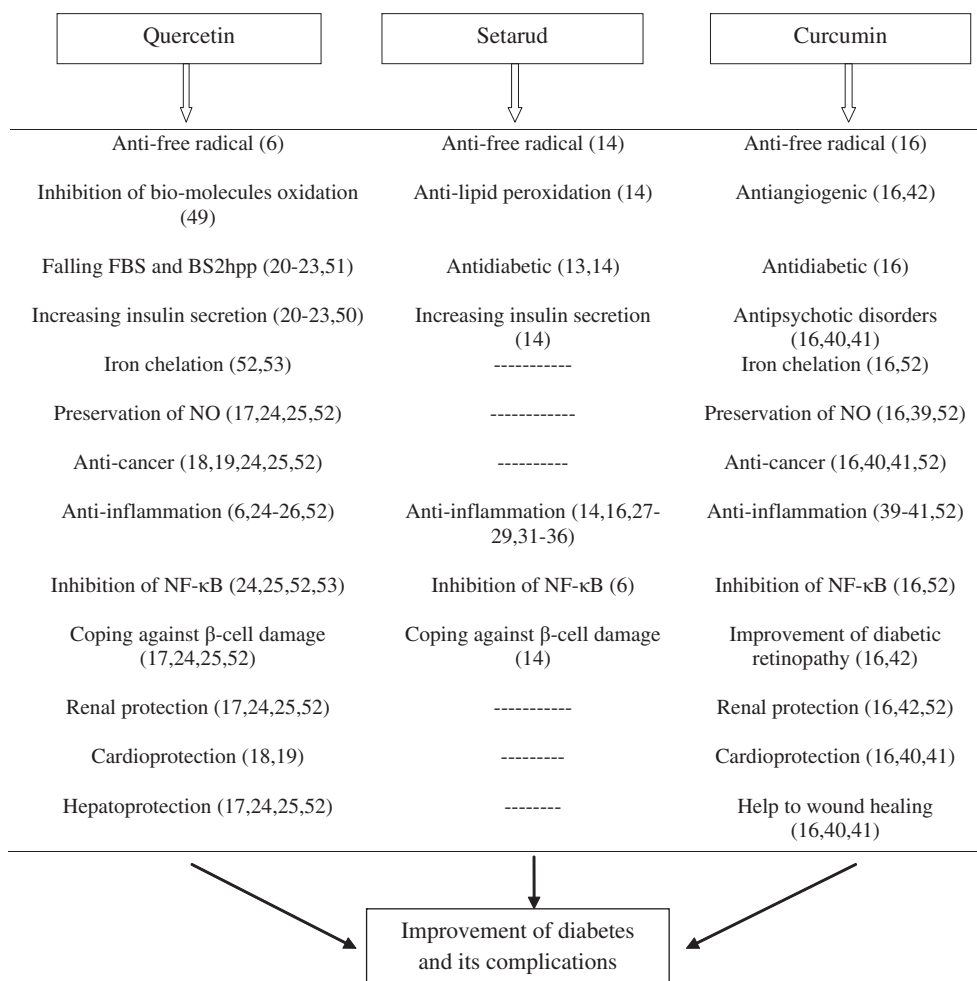 Quercetin
Setarud
Curcumin
Anti-free radical (6)
Anti-free radical (14)
Anti-free radical (16)
Inhibition of bio-molecules oxidation
(49)
Anti-lipid peroxidation (14)
Antiangiogenic (16,42)
Falling FBS and BS2hpp (20-23,51)
Antidiabetic (13,14)
Antidiabetic (16)
Increasing insulin secretion (20-23,50)
Increasing insulin secretion
(14)
Antipsychotic disorders
(16,40,41)
Iron chelation (52,53)
-----------
Iron chelation (16,52)
Preservation of NO (17,24,25,52)
------------
Preservation of NO (16,39,52)
Anti-cancer (18,19,24,25,52)
-----------
Anti-cancer (16,40,41,52)
Anti-inflammation (6,24-26,52)
Anti-inflammation (14,16,27-
29,31-36)
Anti-inflammation (39-41,52)
Inhibition of NF-κB (24,25,52,53)
Inhibition of NF-κB (6)
Inhibition of NF-κB (16,52)
Coping against β-cell damage
(17,24,25,52)
Coping against β-cell damage
(14)
Improvement of diabetic
retinopathy (16,42)
Renal protection (17,24,25,52)
-----------
Renal protection (16,42,52)
Cardioprotection (18,19)
---------
Cardioprotection (16,40,41)
Hepatoprotection (17,24,25,52)
--------
Help to wound healing
(16,40,41)
Improvement of diabetes
and its complications